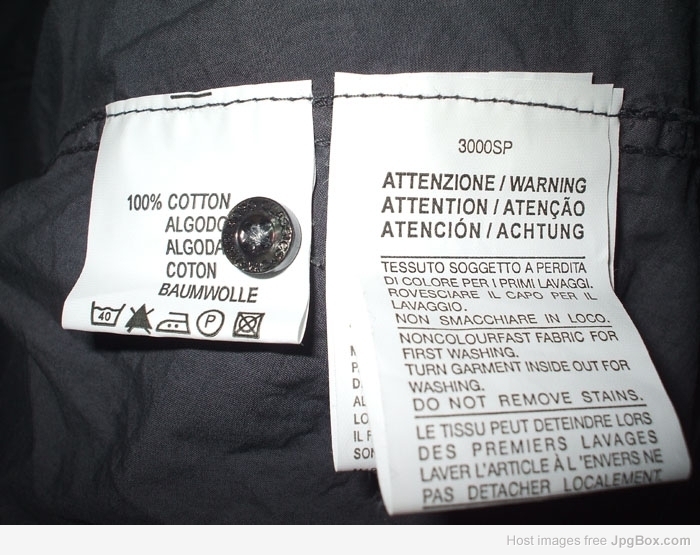 100% COTTON
ALGODA
COTON
BAUMWOLLE
40
P
3000SP
ATTENZIONE / WARNING
ATTENTION / ATENÇÃO
ATENCIÓN / ACHTUNG
TESSUTO SOGGETTO A PERDITA
DI COLORE PER I PRIMI LAVAGGI.
ROVESCIARE IL CAPO PER IL
LAVAGGIO.
NON SMACCHIARE IN LOCO.
NONCOLOURFAST FABRIC FOR
FIRST WASHING.
TURN GARMENT INSIDE OUT FOR
WASHING.
DO NOT REMOVE STAINS.
LE TISSU PEUT DETEINDRE LORS
DES PREMIERS LAVAGES
LAVER L'ARTICLE À L'ENVERS NE
PAS DETACHER LOCALEMENT.
Host images free JpgBox.com